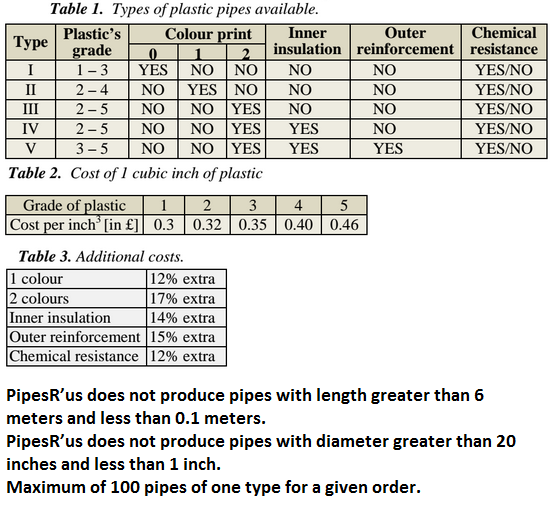 Table 1. Types of plastic pipes available.
Type Plastic's grade Colour print Inner insulation Outer reinforcement Chemical resistance
0 1 2
I 1 – 3 YES NO NO NO NO YES/NO
II 2 – 4 NO YES NO NO NO YES/NO
III 2 – 5 NO NO YES NO NO YES/NO
IV 2 – 5 NO NO YES YES NO YES/NO
V 3 – 5 NO NO YES YES YES YES/NO
Table 2. Cost of 1 cubic inch of plastic
Grade of plastic 1 2 3 4 5
Cost per inch³ [in £] 0.3 0.32 0.35 0.40 0.46
Table 3. Additional costs.
1 colour 12% extra
2 colours 17% extra
Inner insulation 14% extra
Outer reinforcement 15% extra
Chemical resistance 12% extra
PipesR'us does not produce pipes with length greater than 6
meters and less than 0.1 meters.
PipesR'us does not produce pipes with diameter greater than 20
inches and less than 1 inch.
Maximum of 100 pipes of one type for a given order.